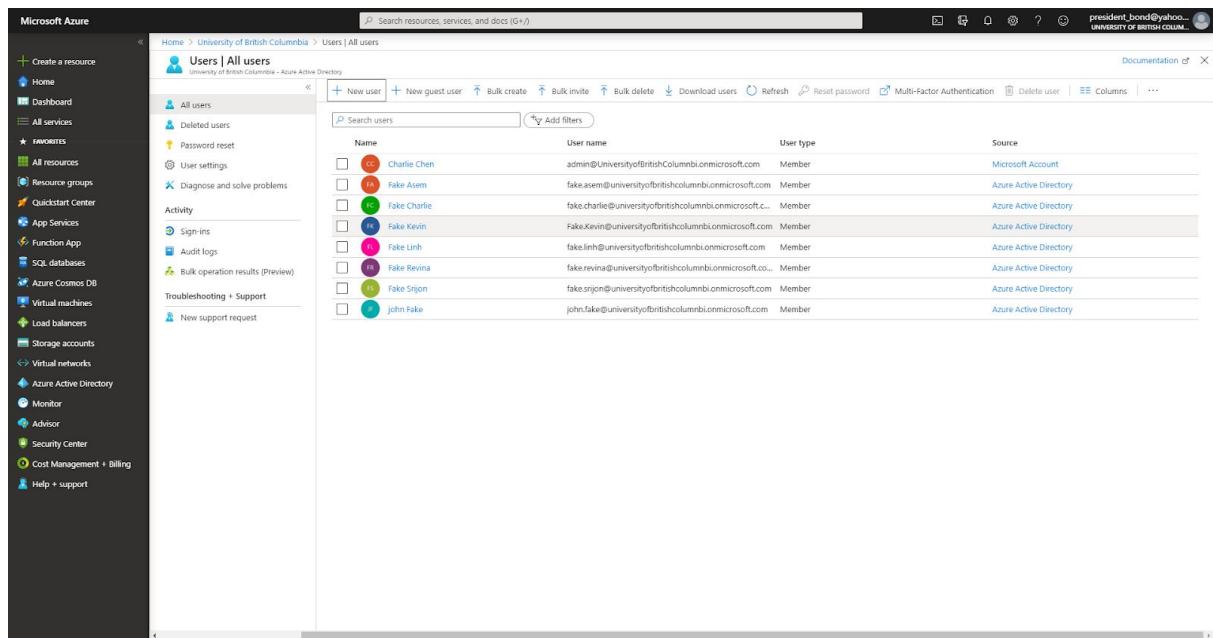 Microsoft Azure
Search resources, services, and docs (G+/)
president_bond@yahoo...
UNIVERSITY OF BRITISH COLUM...
Create a resource
Home
Dashboard
All services
FAVORITES
All resources
Resource groups
Quickstart Center
App Services
Function App
SQL databases
Azure Cosmos DB
Virtual machines
Load balancers
Storage accounts
Virtual networks
Azure Active Directory
Monitor
Advisor
Security Center
Cost Management + Billing
Help + support
Home > University of British Columnbia > Users | All users
Users | All users
University of British Columnbia - Azure Active Directory
Documentation
All users
Deleted users
Password reset
User settings
Diagnose and solve problems
Activity
Sign-ins
Audit logs
Bulk operation results (Preview)
Troubleshooting + Support
New support request
New user New guest user Bulk create Bulk invite Bulk delete Download users Refresh Reset password Multi-Factor Authentication Delete user Columns ...
Search users Add filters
Name User name User type Source
CC Charlie Chen admin@UniversityofBritishColumnbi.onmicrosoft.com Member Microsoft Account
FA Fake Asem fake.asem@universityofbritishcolumnbi.onmicrosoft.com Member Azure Active Directory
FC Fake Charlie fake.charlie@universityofbritishcolumnbi.onmicrosoft.c... Member Azure Active Directory
FK Fake Kevin Fake.Kevin@universityofbritishcolumnbi.onmicrosoft.com Member Azure Active Directory
FL Fake Linh fake.linh@universityofbritishcolumnbi.onmicrosoft.com Member Azure Active Directory
FR Fake Revina fake.revina@universityofbritishcolumnbi.onmicrosoft.co... Member Azure Active Directory
FS Fake Srijon fake.srijon@universityofbritishcolumnbi.onmicrosoft.com Member Azure Active Directory
JF john Fake john.fake@universityofbritishcolumnbi.onmicrosoft.com Member Azure Active Directory